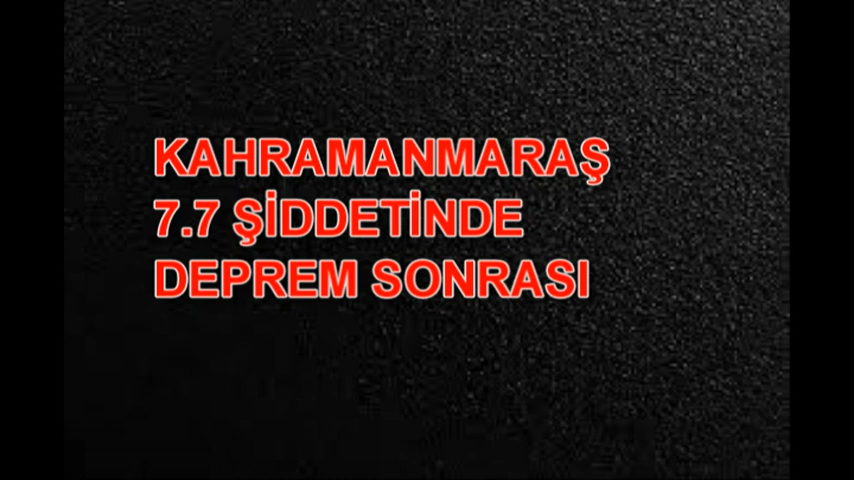 KAHRAMANMARAŞ
7.7 ŞİDDETİNDE
DEPREM SONRASI